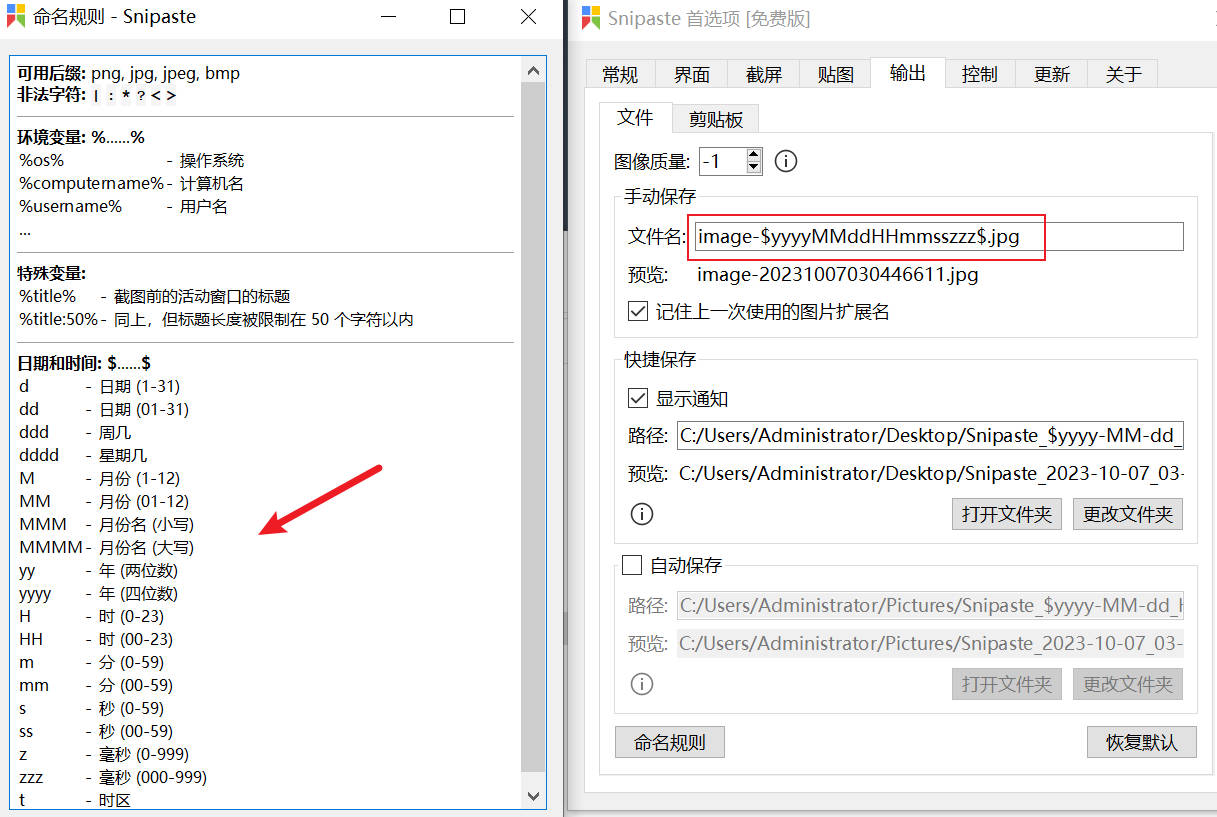 命名规则 - Snipaste
可用后缀: png, jpg, jpeg, bmp
非法字符: | : * ? < >
环境变量: %......%
%os% - 操作系统
%computername% - 计算机名
%username% - 用户名
...
特殊变量:
%title% - 截图前的活动窗口的标题
%title:50% - 同上，但标题长度被限制在 50 个字符以内
日期和时间: $......$
d - 日期 (1-31)
dd - 日期 (01-31)
ddd - 周几
dddd - 星期几
M - 月份 (1-12)
MM - 月份 (01-12)
MMM - 月份名 (小写)
MMMM - 月份名 (大写)
yy - 年 (两位数)
yyyy - 年 (四位数)
H - 时 (0-23)
HH - 时 (00-23)
m - 分 (0-59)
mm - 分 (00-59)
s - 秒 (0-59)
ss - 秒 (00-59)
z - 毫秒 (0-999)
zzz - 毫秒 (000-999)
t - 时区
Snipaste 首选项 [免费版]
常规 界面 截屏 贴图 输出 控制 更新 关于
文件 剪贴板
图像质量: -1
手动保存
文件名: image-$yyyyMMddHHmmsszzz$.jpg
预览: image-20231007030446611.jpg
记住上一次使用的图片扩展名
快捷保存
显示通知
路径: C:/Users/Administrator/Desktop/Snipaste_$yyyy-MM-dd_
预览: C:/Users/Administrator/Desktop/Snipaste_2023-10-07_03-
打开文件夹 更改文件夹
自动保存
路径: C:/Users/Administrator/Pictures/Snipaste_$yyyy-MM-dd_H
预览: C:/Users/Administrator/Pictures/Snipaste_2023-10-07_03-
打开文件夹 更改文件夹
命名规则 恢复默认